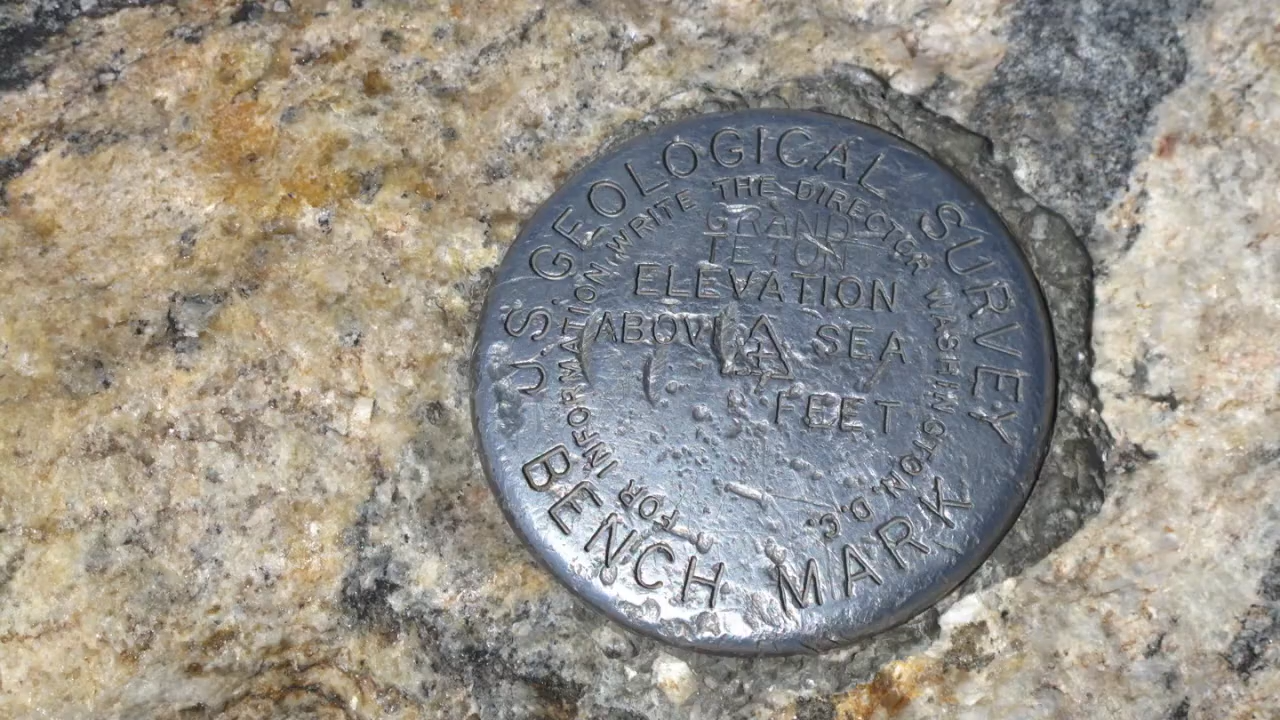 U.S. GEOLOGICAL SURVEY
FOR INFORMATION, WRITE THE DIRECTOR WASHINGTON, D.C.
GRAND
TETON
ELEVATION
ABOVE SEA
FEET
BENCH MARK